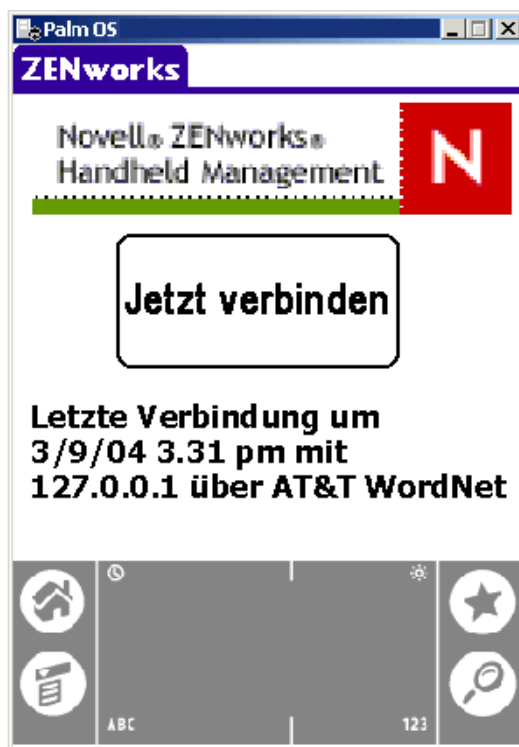 Palm OS
ZENworks
Novell® ZENworks®
Handheld Management
N
Jetzt verbinden
Letzte Verbindung um
3/9/04 3.31 pm mit
127.0.0.1 über AT&T WordNet
ABC
123